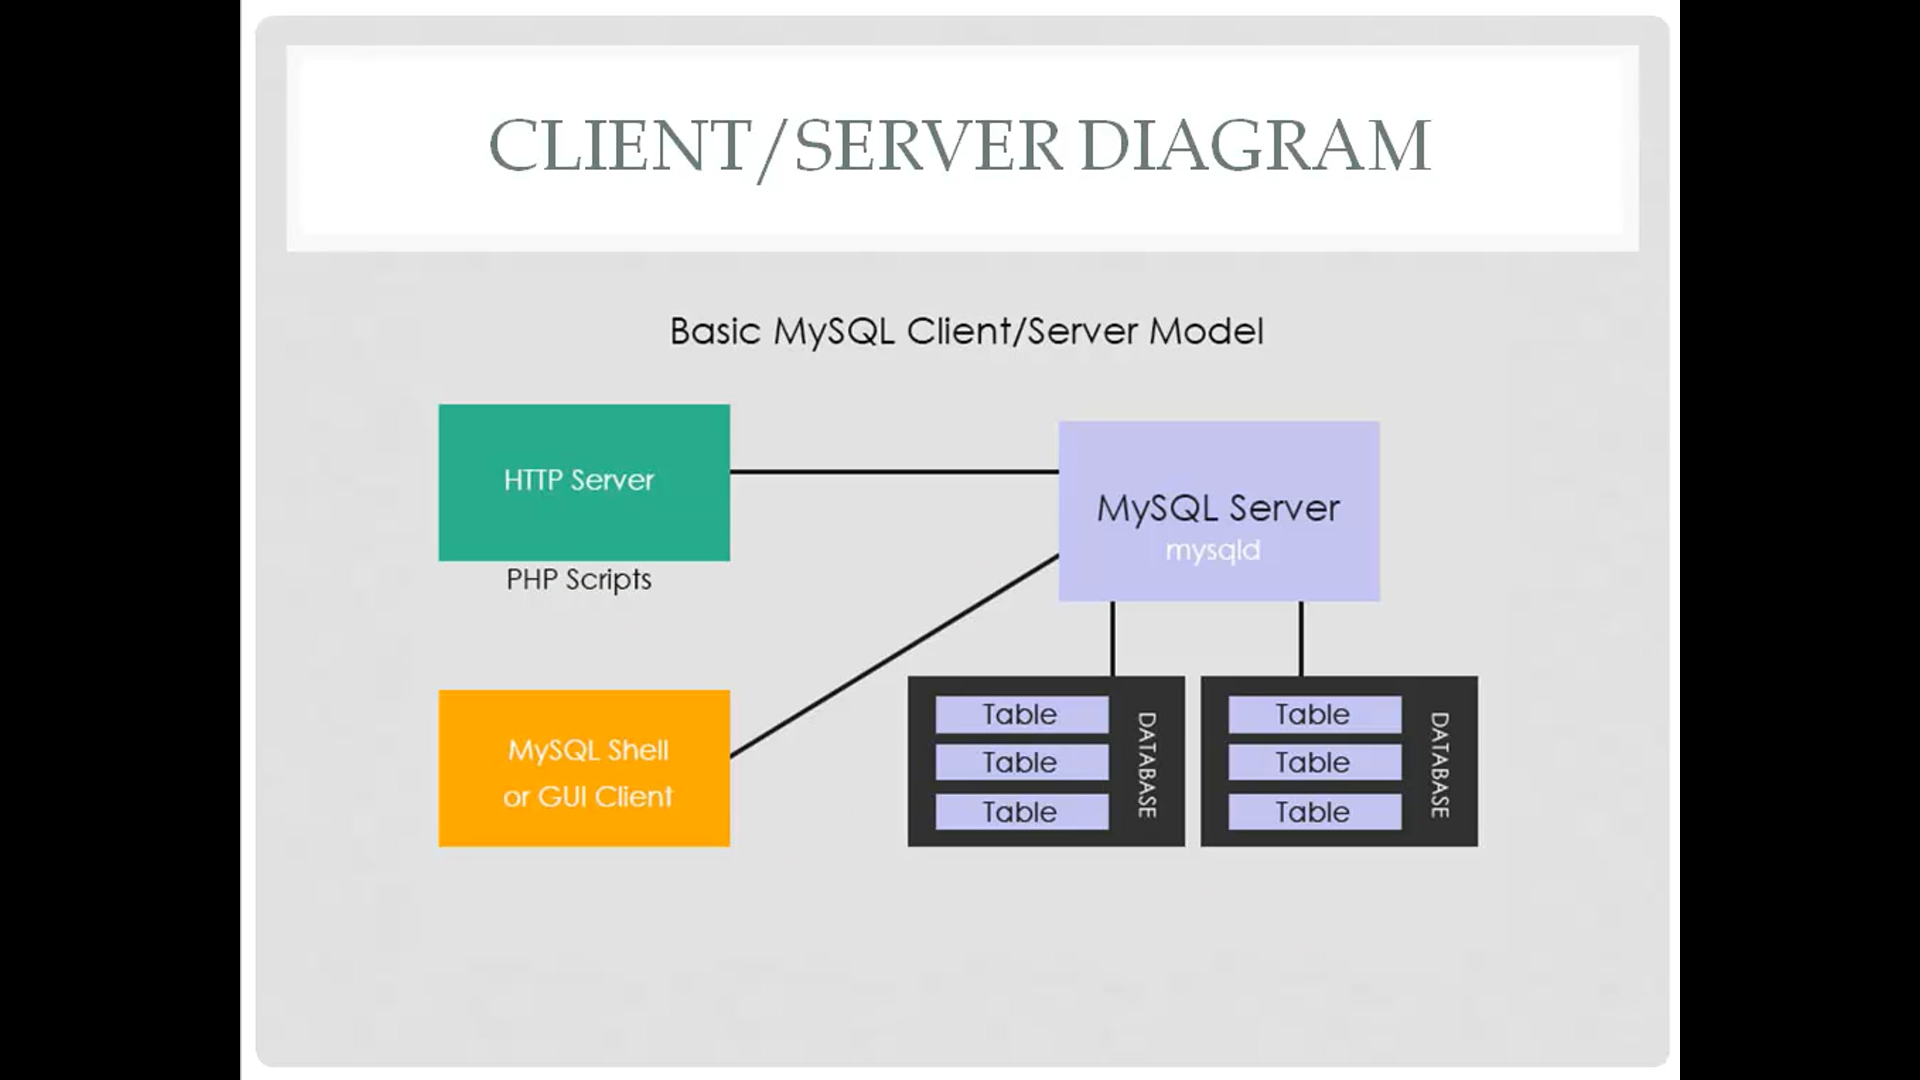 CLIENT/SERVER DIAGRAM
Basic MySQL Client/Server Model
HTTP Server
PHP Scripts
MySQL Server
mysqld
MySQL Shell
or GUI Client
Table
Table
Table
DATABASE
Table
Table
Table
DATABASE